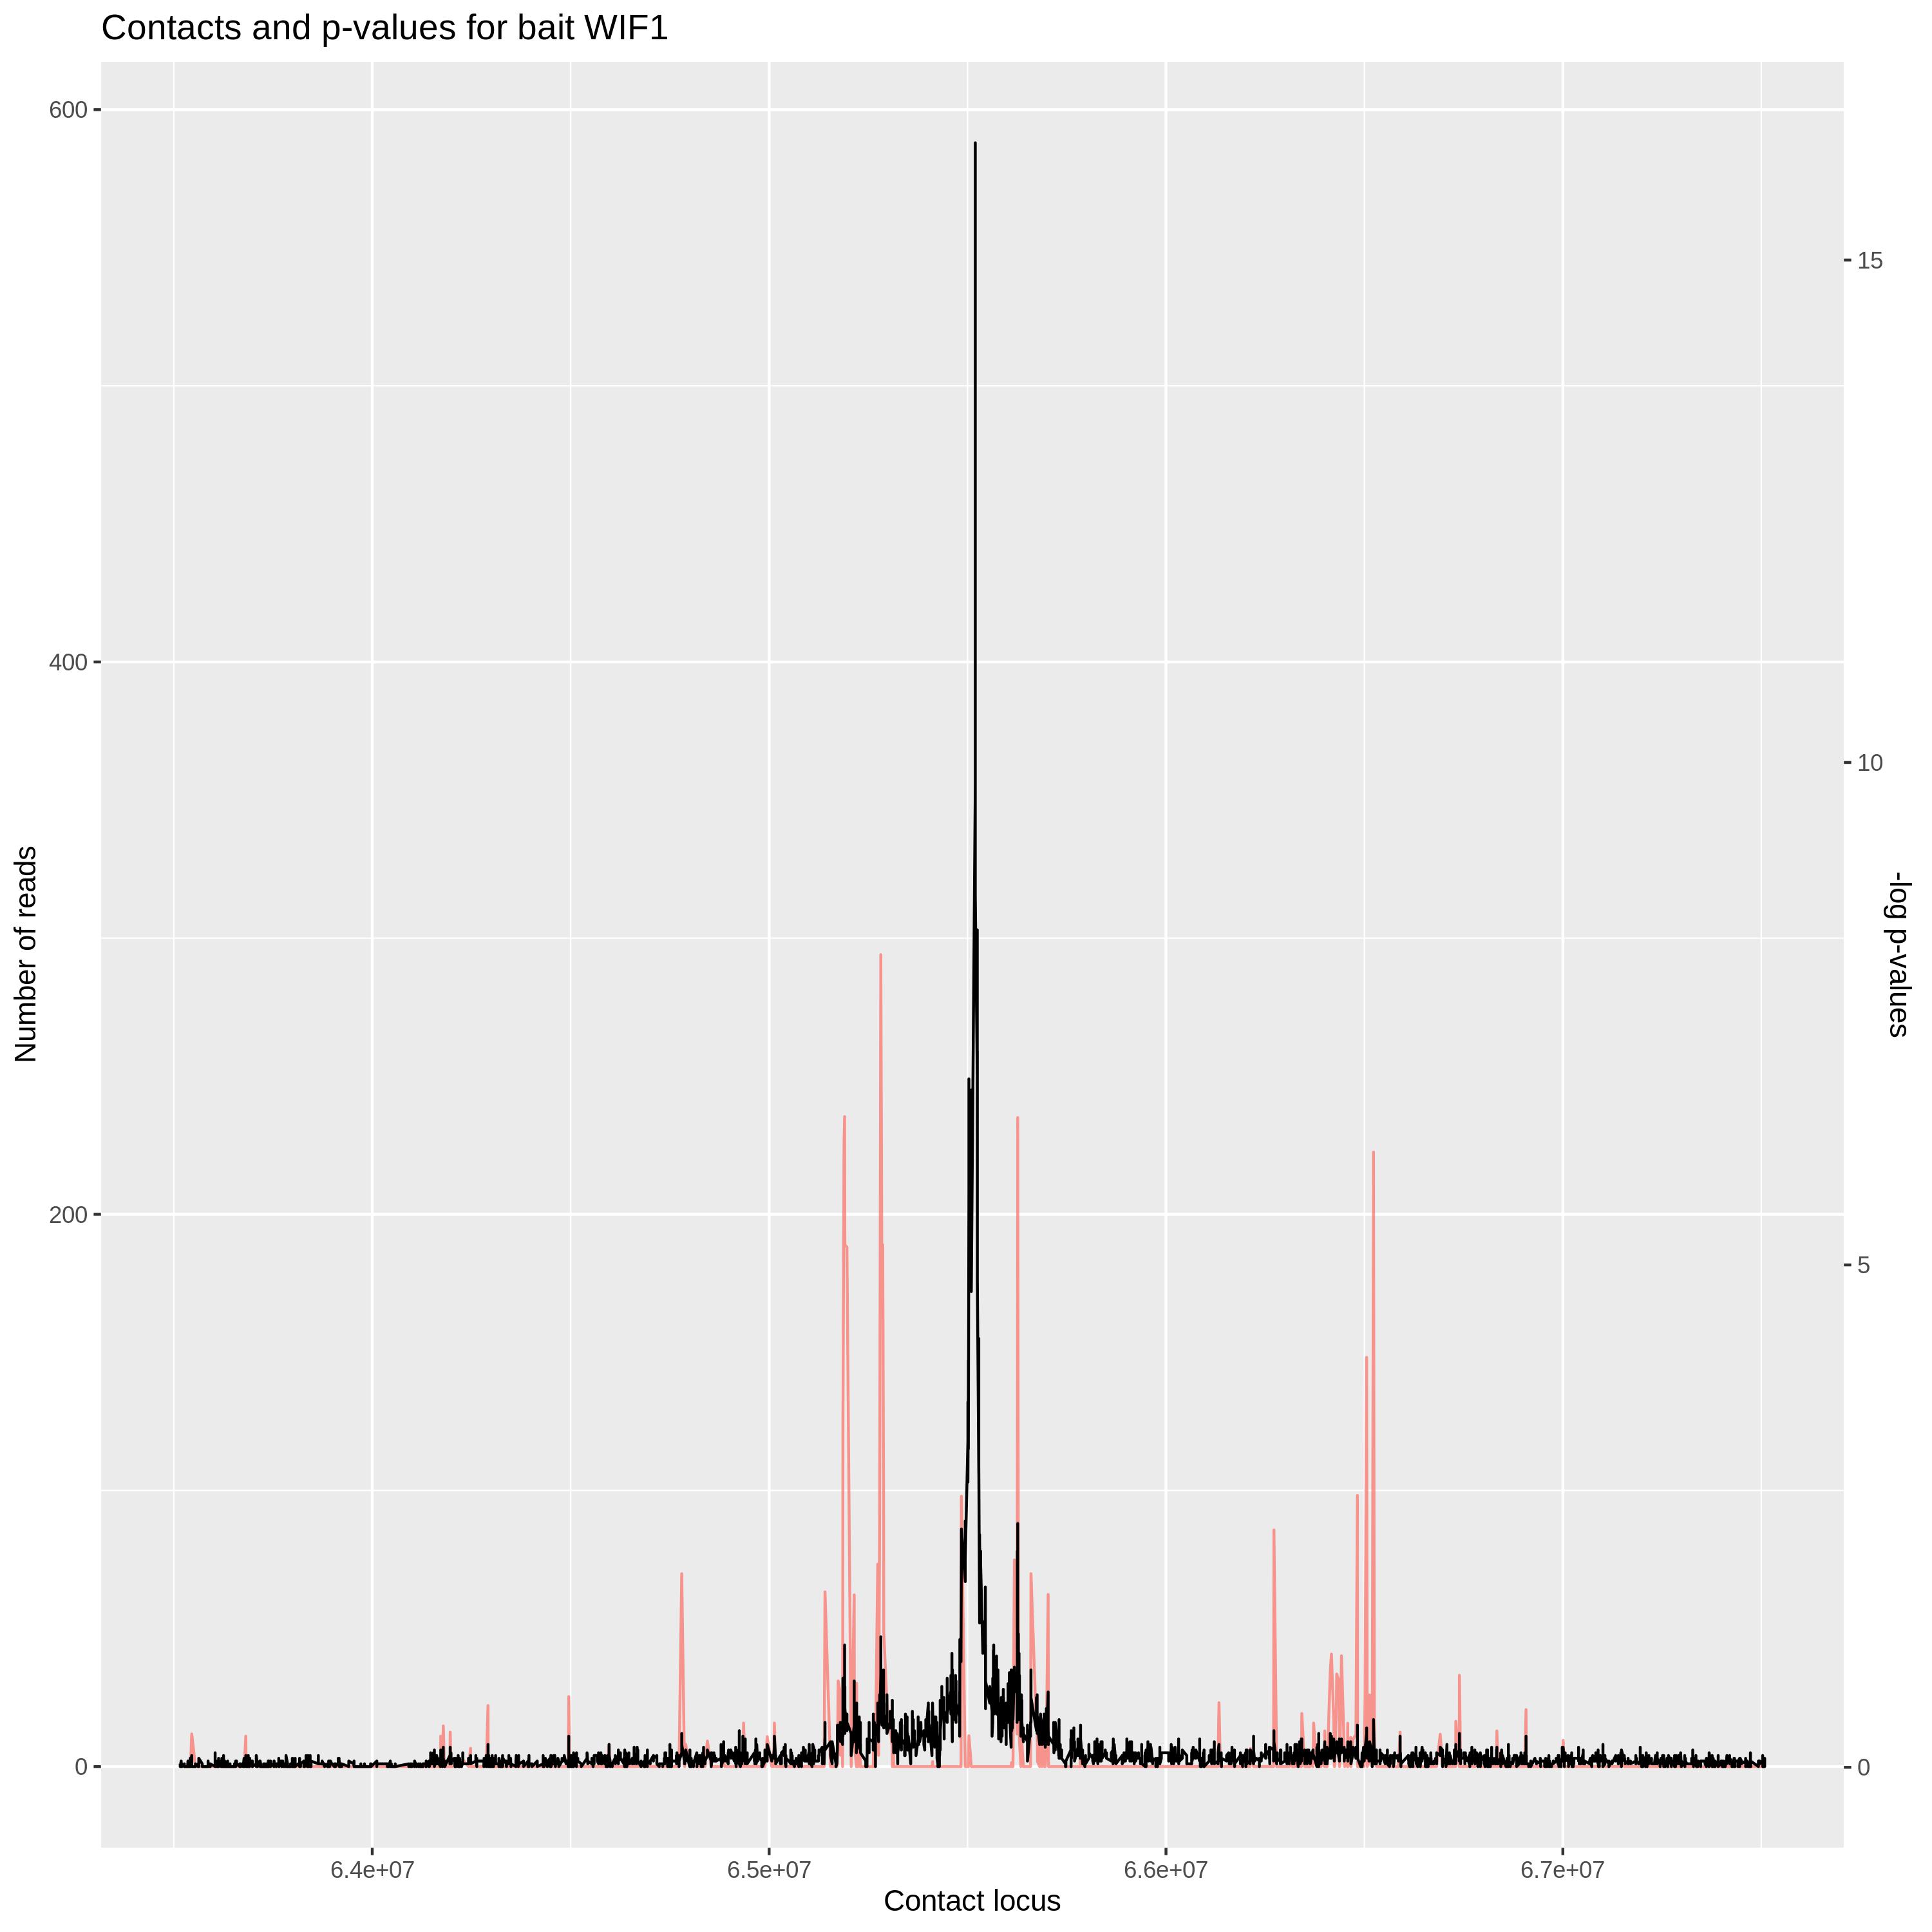 Contacts and p-values for bait WIF1
600
400
200
0
Number of reads
15
10
5
0
-log p-values
6.4e+07
6.5e+07
6.6e+07
6.7e+07
Contact locus